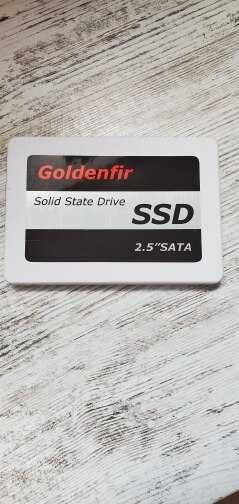 Goldenfir
Solid State Drive
SSD
2.5"SATA